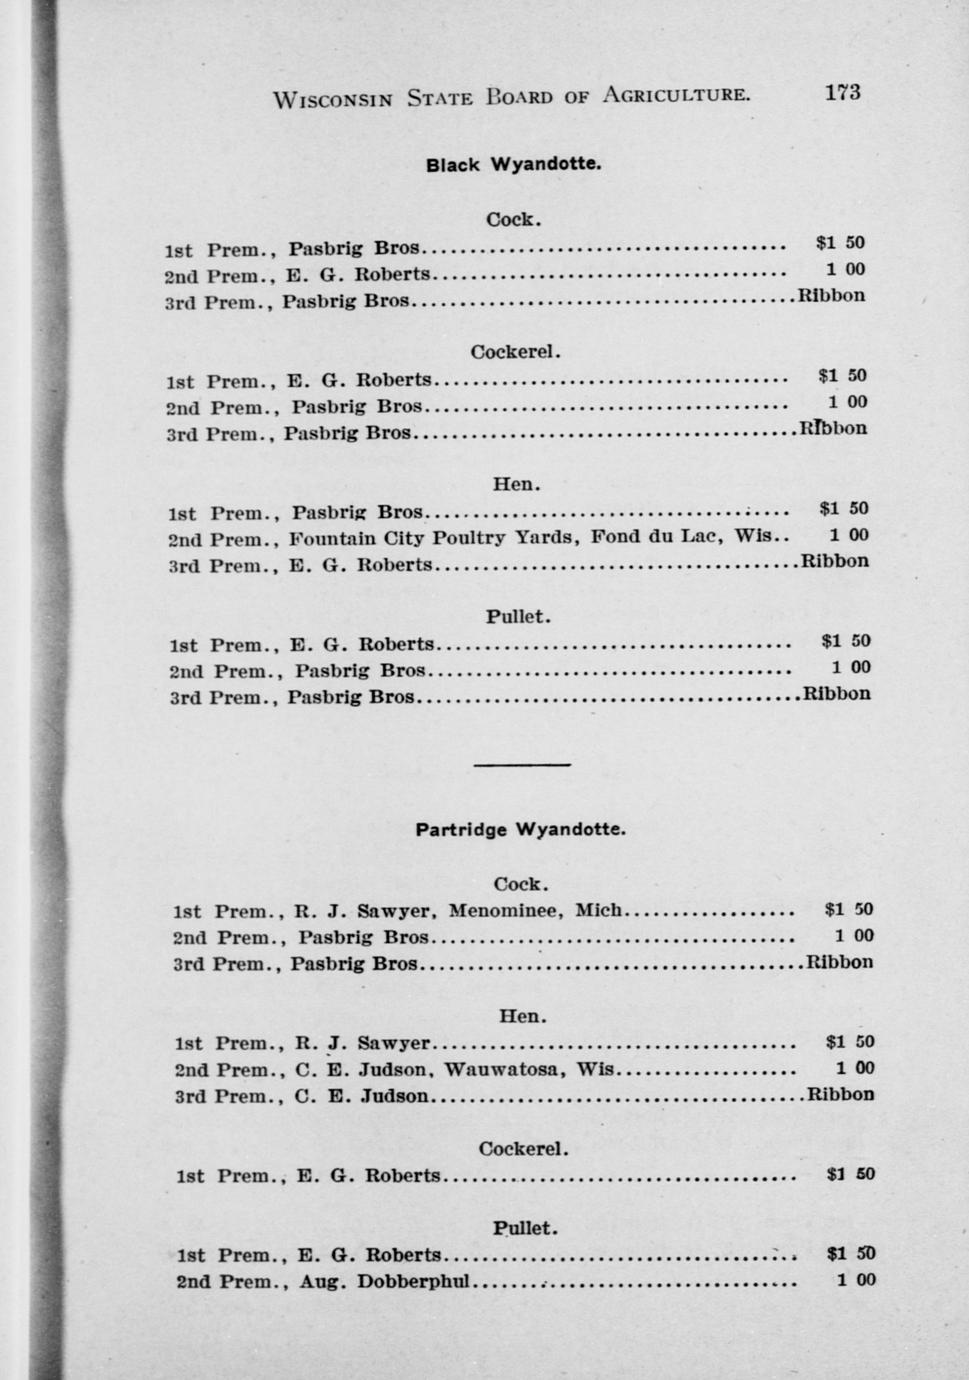 WISCONSIN STATE BOARD OF AGRICULTURE. 173
Black Wyandotte.
Cock.
1st Prem., Pasbrig Bros...................................... $1 50
2nd Prem., E. G. Roberts..................................... 1 00
3rd Prem., Pasbrig Bros........................................Ribbon
Cockerel.
1st Prem., E. G. Roberts..................................... $1 50
2nd Prem., Pasbrig Bros...................................... 1 00
3rd Prem., Pasbrig Bros........................................Ribbon
Hen.
1st Prem., Pasbrig Bros...................................... $1 50
2nd Prem., Fountain City Poultry Yards, Fond du Lac, Wis.. 1 00
3rd Prem., E. G. Roberts......................................Ribbon
Pullet.
1st Prem., E. G. Roberts..................................... $1 50
2nd Prem., Pasbrig Bros...................................... 1 00
3rd Prem., Pasbrig Bros........................................Ribbon
Partridge Wyandotte.
Cock.
1st Prem., R. J. Sawyer, Menominee, Mich.................. $1 50
2nd Prem., Pasbrig Bros...................................... 1 00
3rd Prem., Pasbrig Bros........................................Ribbon
Hen.
1st Prem., R. J. Sawyer...................................... $1 50
2nd Prem., C. E. Judson, Wauwatosa, Wis................... 1 00
3rd Prem., C. E. Judson.......................................Ribbon
Cockerel.
1st Prem., E. G. Roberts..................................... $1 50
Pullet.
1st Prem., E. G. Roberts..................................... $1 50
2nd Prem., Aug. Dobberphul.................................. 1 00